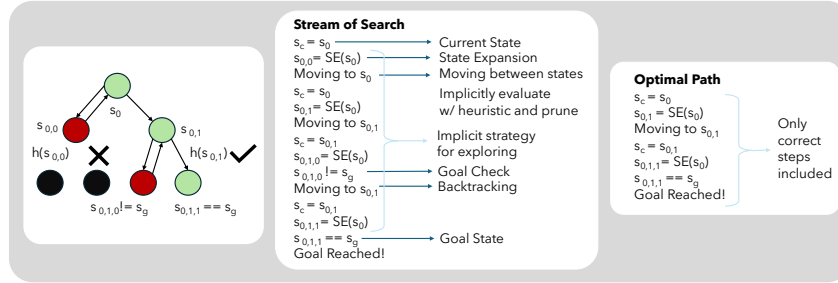 s0
s0,0
s0,1
h(s0,0)
h(s0,1)
s0,1,0!= sg
s0,1,1 == sg
Stream of Search
sc = s0
Current State
s0,0= SE(s0)
State Expansion
Moving to s0
Moving between states
sc = s0
Implicitly evaluate
s0,1= SE(s0)
w/ heuristic and prune
Moving to s0,1
sc = s0,1
Implicit strategy
s0,1,0= SE(s0)
for exploring
s0,1,0 != sg
Goal Check
Moving to s0,1
Backtracking
sc = s0,1
s0,1,1= SE(s0)
s0,1,1 == sg
Goal State
Goal Reached!
Optimal Path
sc = s0
s0,1 = SE(s0)
Moving to s0,1
sc = s0,1
s0,1,1= SE(s0)
s0,1,1 == sg
Goal Reached!
Only
correct
steps
included